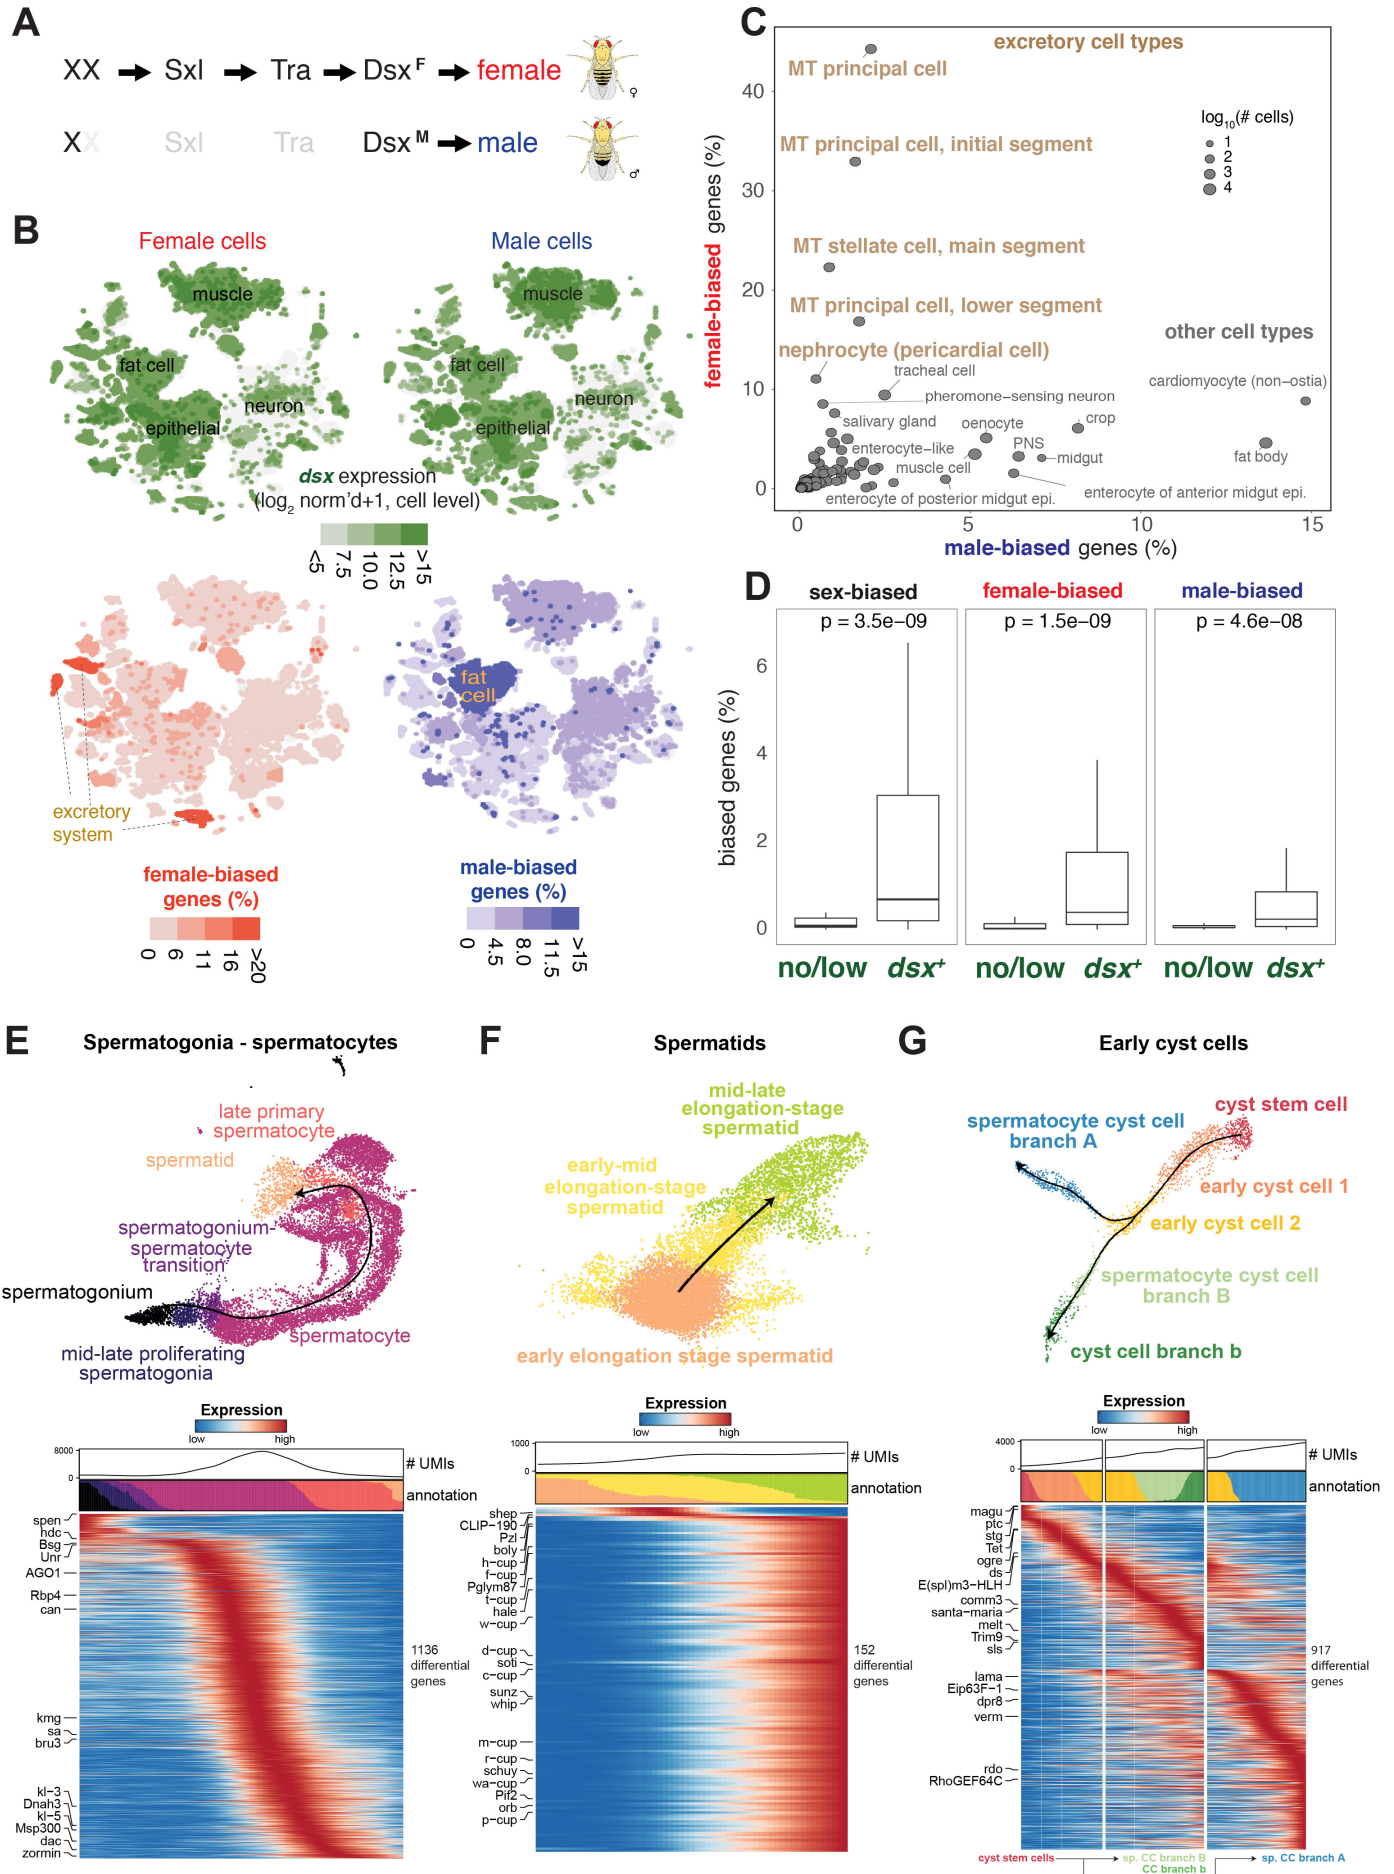 A
XX Sxl Tra Dsx F female ♀
XX Sxl Tra Dsx M male ♂
B
Female cells
Male cells
muscle
fat cell
neuron
epithelial
muscle
fat cell
neuron
epithelial
dsx expression
(log2 norm'd+1, cell level)
<5
7.5
10.0
12.5
>15
excretory
system
fat
cell
female-biased
genes (%)
0
6
11
16
>20
male-biased
genes (%)
0
4.5
8.0
11.5
>15
C
excretory cell types
MT principal cell
MT principal cell, initial segment
MT stellate cell, main segment
MT principal cell, lower segment
nephrocyte (pericardial cell)
other cell types
log10(# cells)
1
2
3
4
tracheal cell
pheromone-sensing neuron
salivary gland
oenocyte
crop
cardiomyocyte (non-ostia)
enterocyte-like
PNS
muscle cell
midgut
fat body
enterocyte of posterior midgut epi.
enterocyte of anterior midgut epi.
female-biased genes (%)
40
30
20
10
0
0
5
10
15
male-biased genes (%)
D
sex-biased
female-biased
male-biased
p = 3.5e-09
p = 1.5e-09
p = 4.6e-08
biased genes (%)
6
4
2
0
no/low dsx+
no/low dsx+
no/low dsx+
E
Spermatogonia - spermatocytes
late primary
spermatocyte
spermatid
spermatogonium-
spermatocyte
transition
spermatogonium
spermatocyte
mid-late proliferating
spermatogonia
Expression
low
high
8000
0
# UMIs
annotation
spen
hdc
Bsg
Unr
AGO1
Rbp4
can
kmg
sa
bru3
kl-3
Dnah3
kl-5
Msp300
dac
zormin
1136
differential
genes
F
Spermatids
mid-late
elongation-stage
spermatid
early-mid
elongation-stage
spermatid
early elongation stage spermatid
Expression
low
high
1000
0
# UMIs
annotation
shep
CLIP-190
Pzl
boly
h-cup
f-cup
Pglym87
t-cup
hale
w-cup
d-cup
soti
c-cup
sunz
whip
m-cup
r-cup
schuy
wa-cup
Pif2
orb
p-cup
152
differential
genes
G
Early cyst cells
cyst stem cell
spermatocyte cyst cell
branch A
early cyst cell 1
early cyst cell 2
spermatocyte cyst cell
branch B
cyst cell branch b
Expression
low
high
4000
0
# UMIs
annotation
magu
ptc
stg
Tet
ogre
ds
E(spl)m3-HLH
comm3
santa-maria
melt
Trim9
sls
lama
Eip63F-1
dpr8
verm
rdo
RhoGEF64C
917
differential
genes
cyst stem cells
sp. CC branch B
CC branch b
sp. CC branch A